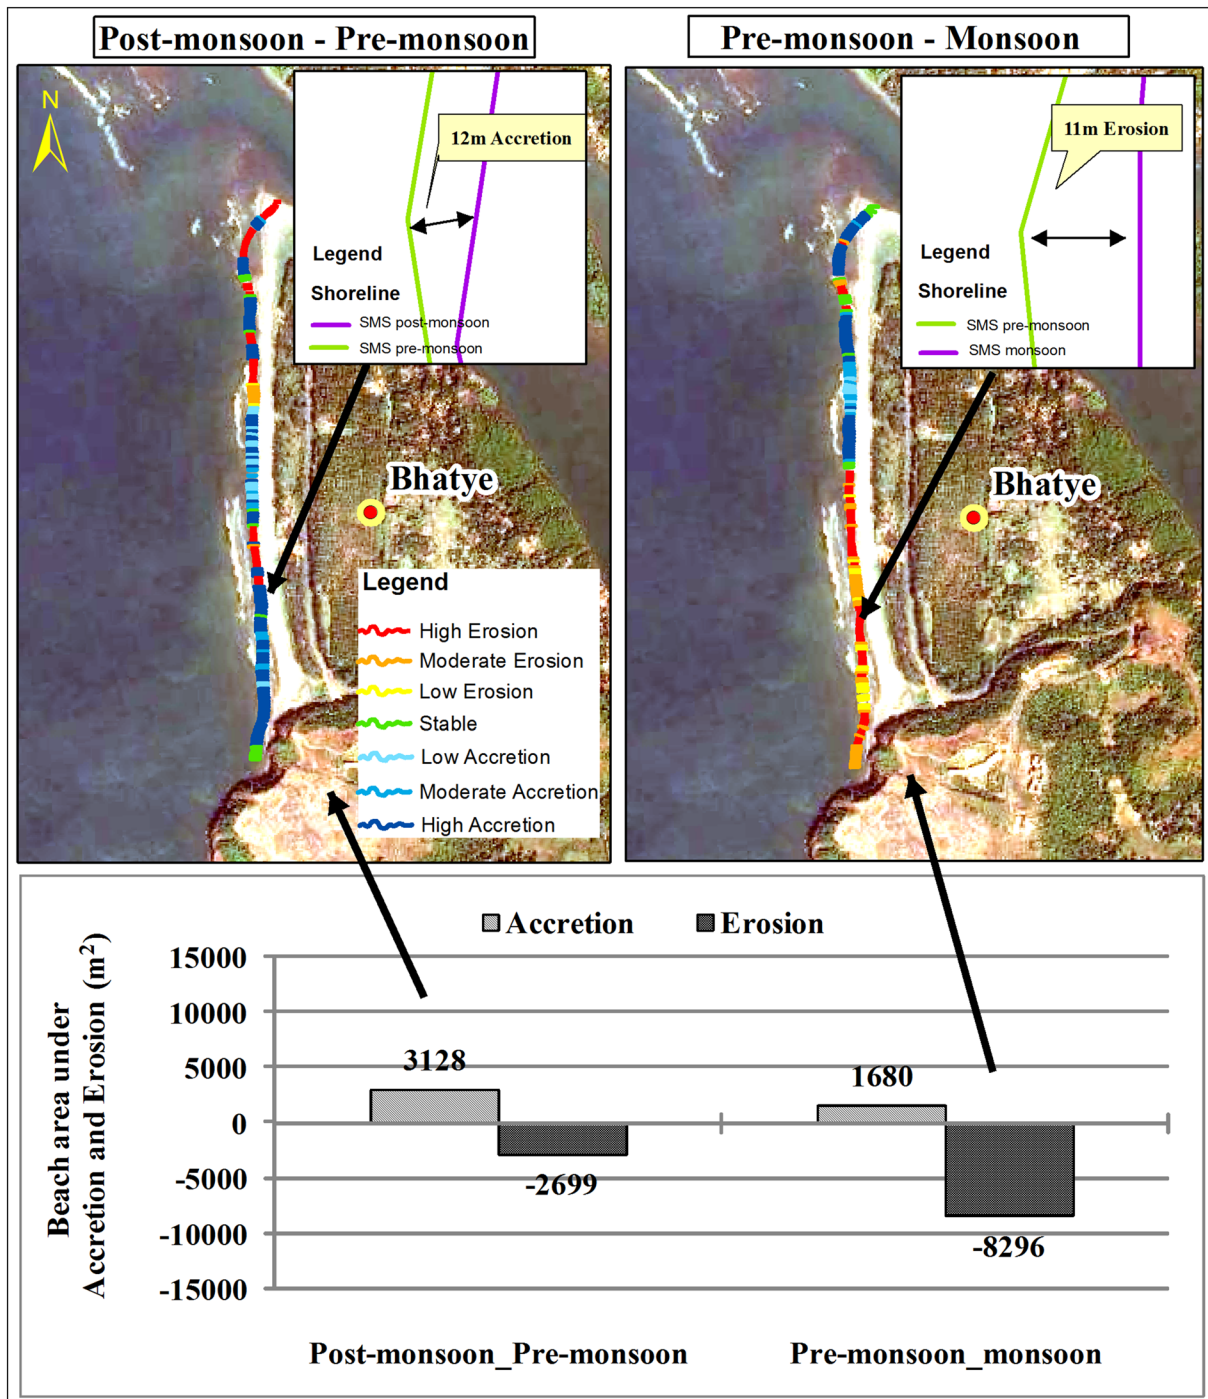 Post-monsoon - Pre-monsoon
Pre-monsoon - Monsoon
N
12m Accretion
Legend
Shoreline
SMS post-monsoon
SMS pre-monsoon
Bhatye
Legend
High Erosion
Moderate Erosion
Low Erosion
Stable
Low Accretion
Moderate Accretion
High Accretion
11m Erosion
Legend
Shoreline
SMS pre-monsoon
SMS monsoon
Bhatye
Accretion
Erosion
Beach area under
Accretion and Erosion (m²)
15000
10000
5000
0
-5000
-10000
-15000
3128
-2699
1680
-8296
Post-monsoon_Pre-monsoon
Pre-monsoon_monsoon